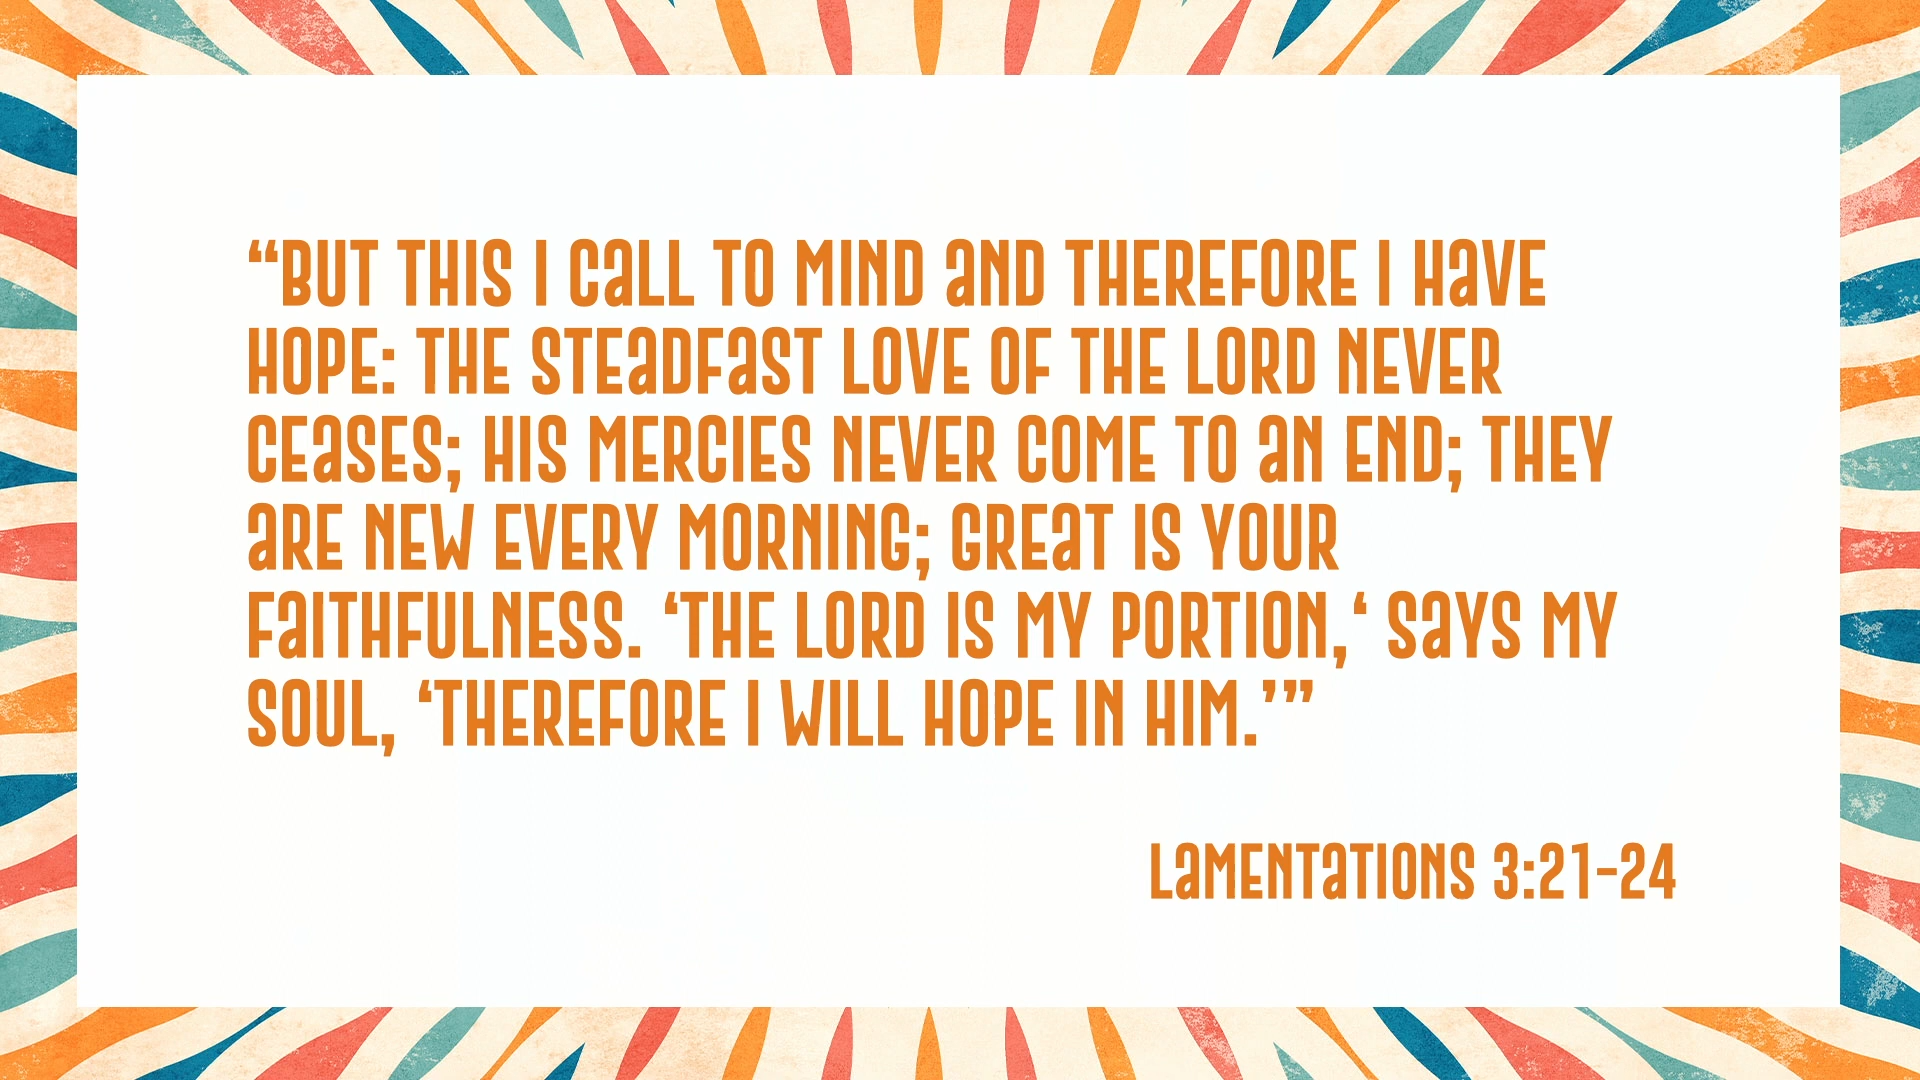 “BUT THIS I CaLL TO MIND aND THEREFORE I HaVE
HOPE: THE STEaDFaST LOVE OF THE LORD NEVER
CEaSES; HIS MERCIES NEVER COME TO aN END; THEY
aRE NEW EVERY MORNING; GREaT IS YOUR
FaITHFULNESS. ‘THE LORD IS MY PORTION,‘ SaYS MY
SOUL, ‘THEREFORE I WILL HOPE IN HIM.’”
LaMENTaTIONS 3:21-24